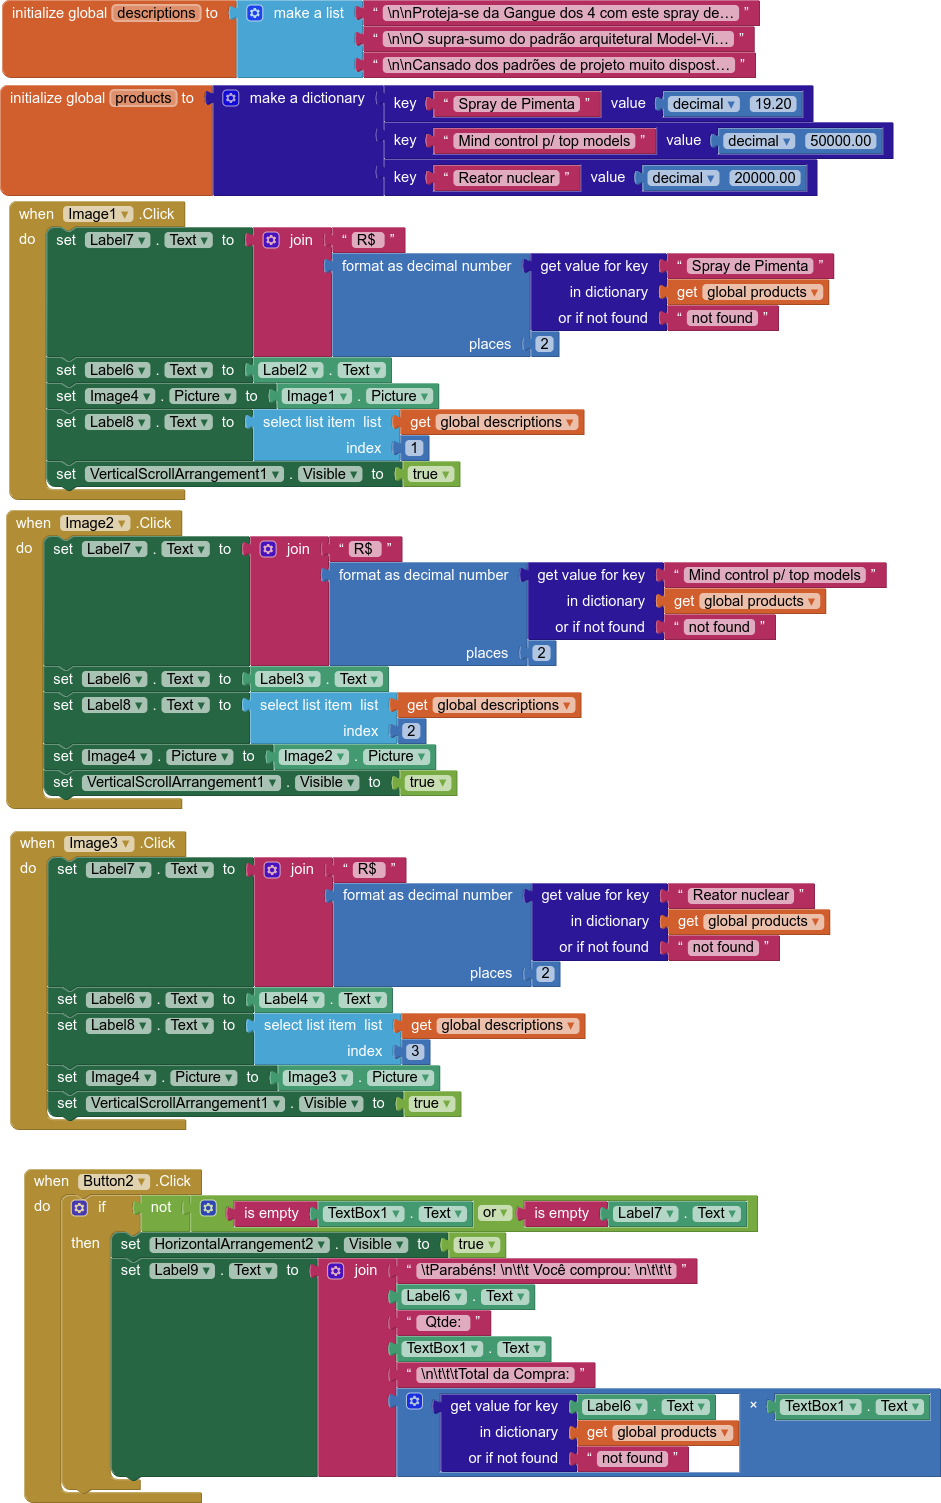 initialize global descriptions to make a list “ \n\nProteja-se da Gangue dos 4 com este spray de... ”
“ \n\nO supra-sumo do padrão arquitetural Model-Vi... ”
“ \n\nCansado dos padrões de projeto muito dispost... ”
initialize global products to make a dictionary key “ Spray de Pimenta ” value decimal 19.20
key “ Mind control p/ top models ” value decimal 50000.00
key “ Reator nuclear ” value decimal 20000.00
when Image1 .Click
do set Label7 . Text to join “ R$ ”
format as decimal number get value for key “ Spray de Pimenta ”
in dictionary get global products
or if not found “ not found ”
places 2
set Label6 . Text to Label2 . Text
set Image4 . Picture to Image1 . Picture
set Label8 . Text to select list item list get global descriptions
index 1
set VerticalScrollArrangement1 . Visible to true
when Image2 .Click
do set Label7 . Text to join “ R$ ”
format as decimal number get value for key “ Mind control p/ top models ”
in dictionary get global products
or if not found “ not found ”
places 2
set Label6 . Text to Label3 . Text
set Label8 . Text to select list item list get global descriptions
index 2
set Image4 . Picture to Image2 . Picture
set VerticalScrollArrangement1 . Visible to true
when Image3 .Click
do set Label7 . Text to join “ R$ ”
format as decimal number get value for key “ Reator nuclear ”
in dictionary get global products
or if not found “ not found ”
places 2
set Label6 . Text to Label4 . Text
set Label8 . Text to select list item list get global descriptions
index 3
set Image4 . Picture to Image3 . Picture
set VerticalScrollArrangement1 . Visible to true
when Button2 .Click
do if not is empty TextBox1 . Text or is empty Label7 . Text
then set HorizontalArrangement2 . Visible to true
set Label9 . Text to join “ \tParabéns! \n\t\t Você comprou: \n\t\t\t ”
Label6 . Text
“ Qtde: ”
TextBox1 . Text
“ \n\t\t\tTotal da Compra: ”
get value for key Label6 . Text × TextBox1 . Text
in dictionary get global products
or if not found “ not found ”